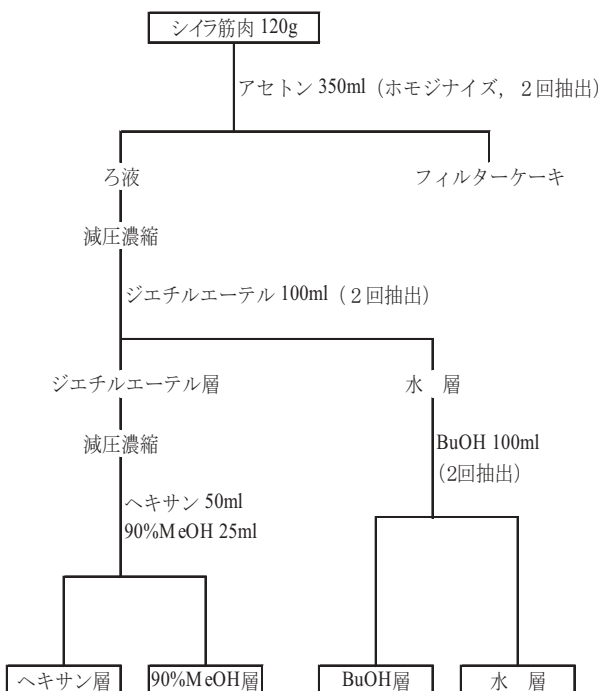 シイラ筋肉 120g
アセトン 350ml（ホモジナイズ，２回抽出）
ろ液
フィルターケーキ
減圧濃縮
ジエチルエーテル 100ml（２回抽出）
ジエチルエーテル層
水　層
減圧濃縮
BuOH 100ml
(2回抽出）
ヘキサン 50ml
90%MeOH 25ml
ヘキサン層
90%MeOH層
BuOH層
水　層